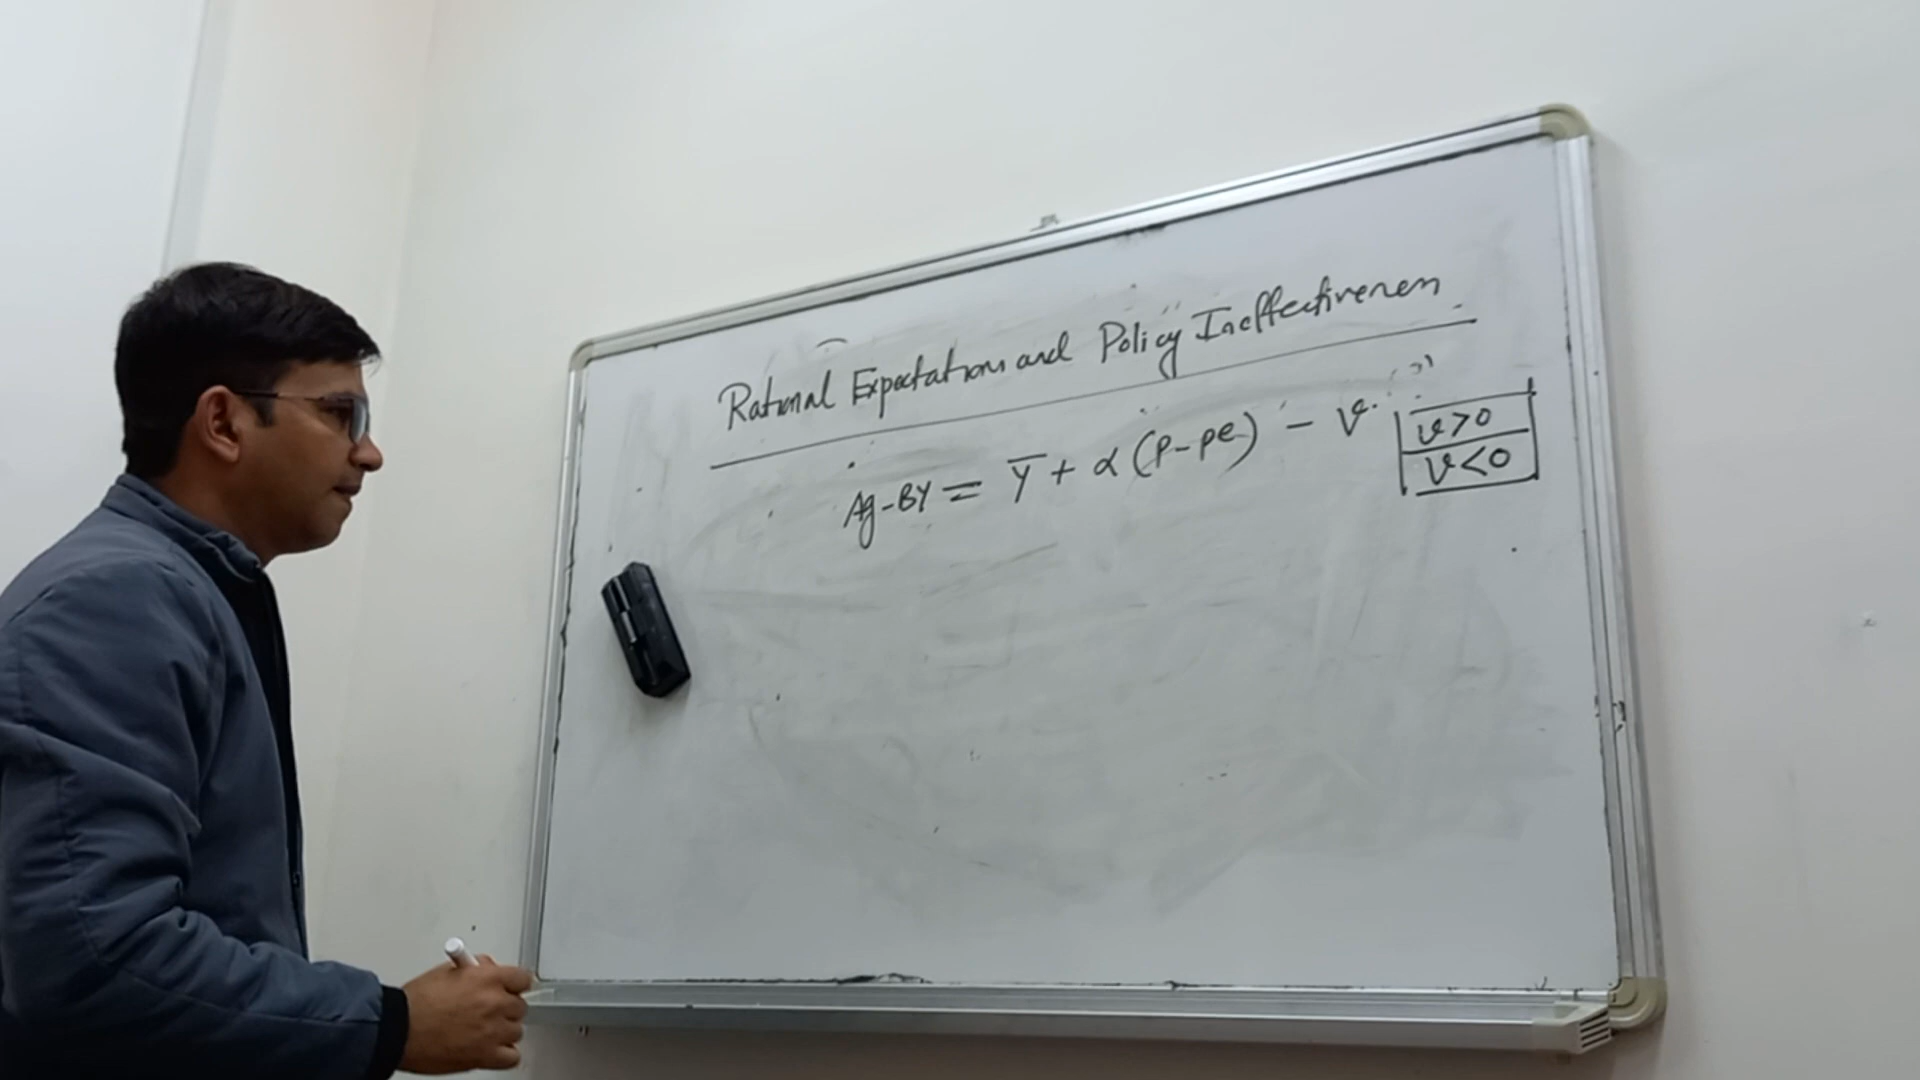 Rational Expectations and Policy Ineffectiveness
Ag-BY = Y̅ + α (P-Pe) - v.
v>0
v<0